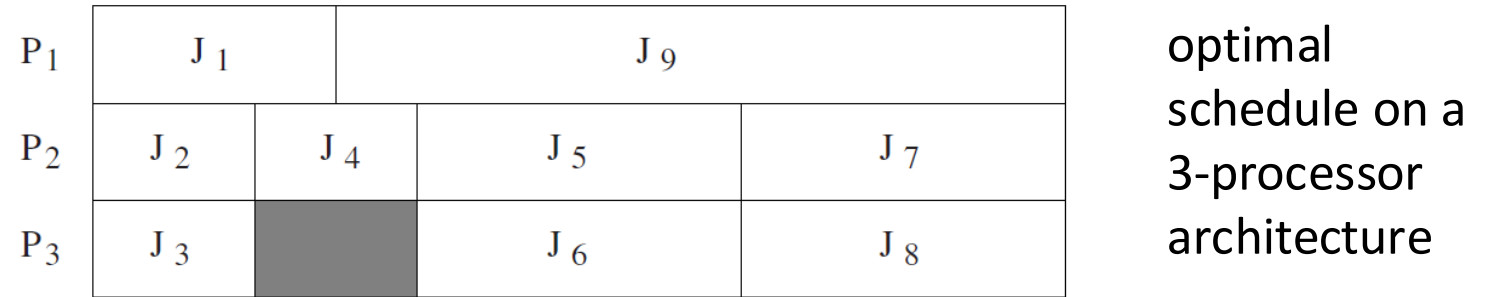 P1 J1 J9
P2 J2 J4 J5 J7
P3 J3 J6 J8
optimal
schedule on a
3-processor
architecture